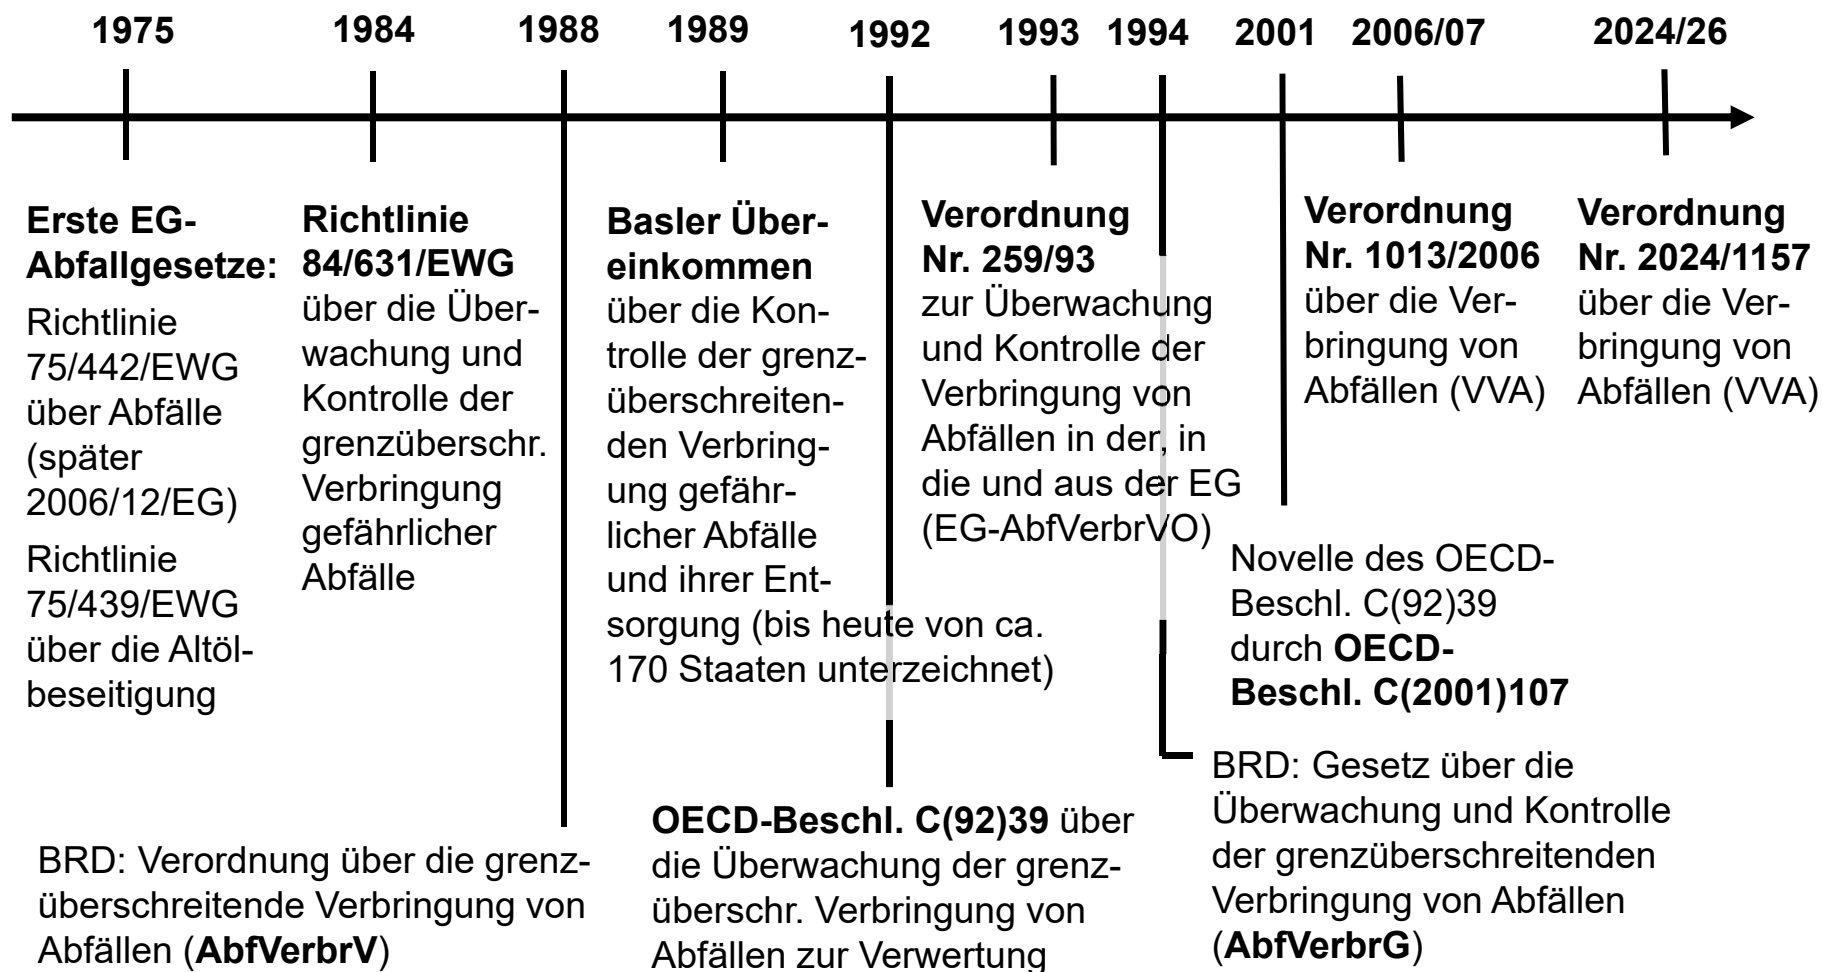 1975
1984
1988
1989
1992
1993
1994
2001
2006/07
2024/26
Erste EG-
Abfallgesetze:
Richtlinie
75/442/EWG
über Abfälle
(später
2006/12/EG)
Richtlinie
75/439/EWG
über die Altöl-
beseitigung
Richtlinie
84/631/EWG
über die Über-
wachung und
Kontrolle der
grenzüberschr.
Verbringung
gefährlicher
Abfälle
BRD: Verordnung über die grenz-
überschreitende Verbringung von
Abfällen (AbfVerbrV)
Basler Über-
einkommen
über die Kon-
trolle der grenz-
überschreiten-
den Verbring-
ung gefähr-
licher Abfälle
und ihrer Ent-
sorgung (bis heute von ca.
170 Staaten unterzeichnet)
OECD-Beschl. C(92)39 über
die Überwachung der grenz-
überschr. Verbringung von
Abfällen zur Verwertung
Verordnung
Nr. 259/93
zur Überwachung
und Kontrolle der
Verbringung von
Abfällen in der, in
die und aus der EG
(EG-AbfVerbrVO)
BRD: Gesetz über die
Überwachung und Kontrolle
der grenzüberschreitenden
Verbringung von Abfällen
(AbfVerbrG)
Novelle des OECD-
Beschl. C(92)39
durch OECD-
Beschl. C(2001)107
Verordnung
Nr. 1013/2006
über die Ver-
bringung von
Abfällen (VVA)
Verordnung
Nr. 2024/1157
über die Ver-
bringung von
Abfällen (VVA)